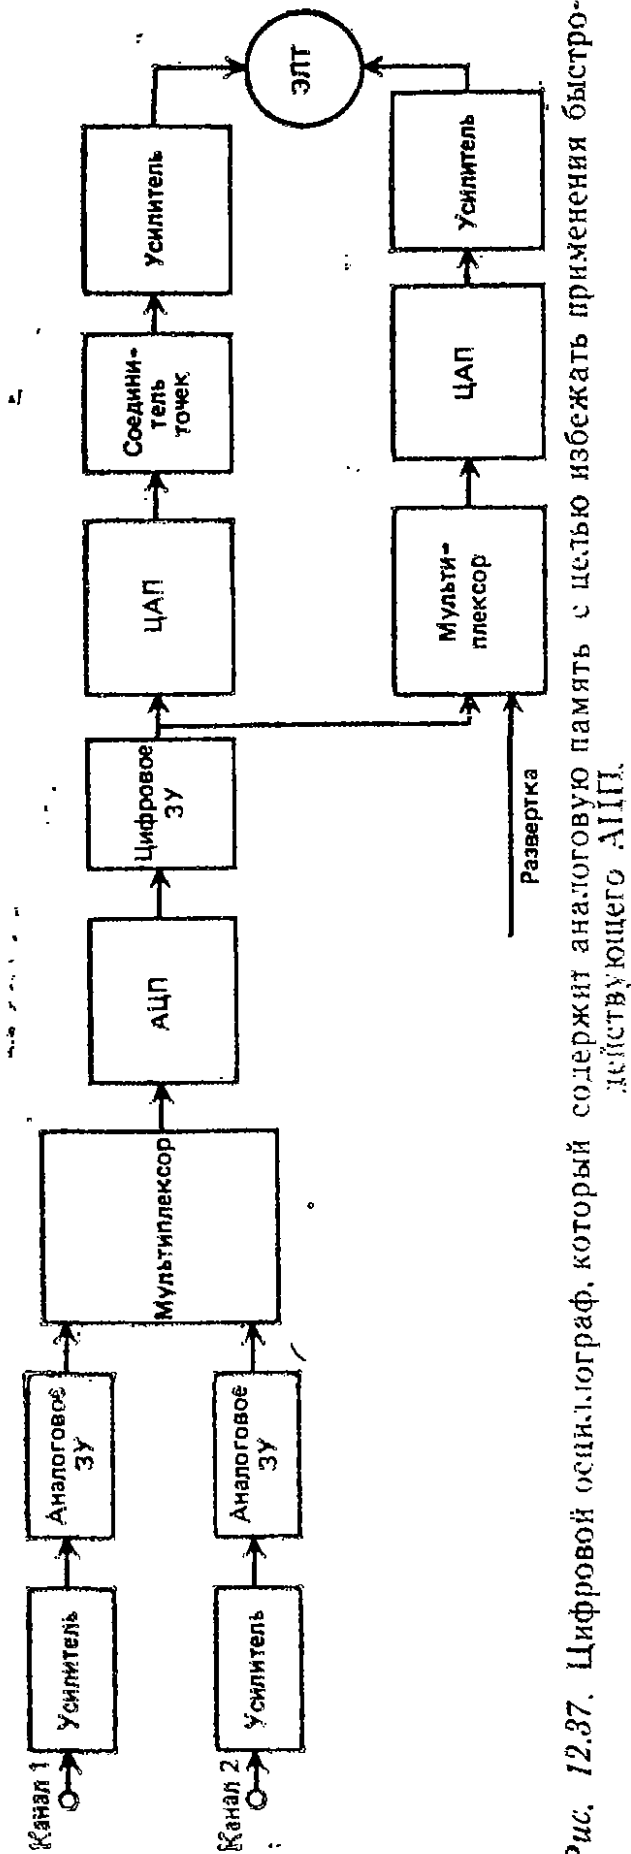 Канал 1
Усилитель
Аналоговое
ЗУ
Канал 2
Усилитель
Аналоговое
ЗУ
Мультиплексор
АЦП
Цифровое
ЗУ
ЦАП
Соедини-
тель
точек
Усилитель
ЭЛТ
Развертка
Мульти-
плексор
ЦАП
Усилитель
Рис. 12.37. Цифровой осциллограф, который содержит аналоговую память с целью избежать применения быстро-
действующего АЦП.